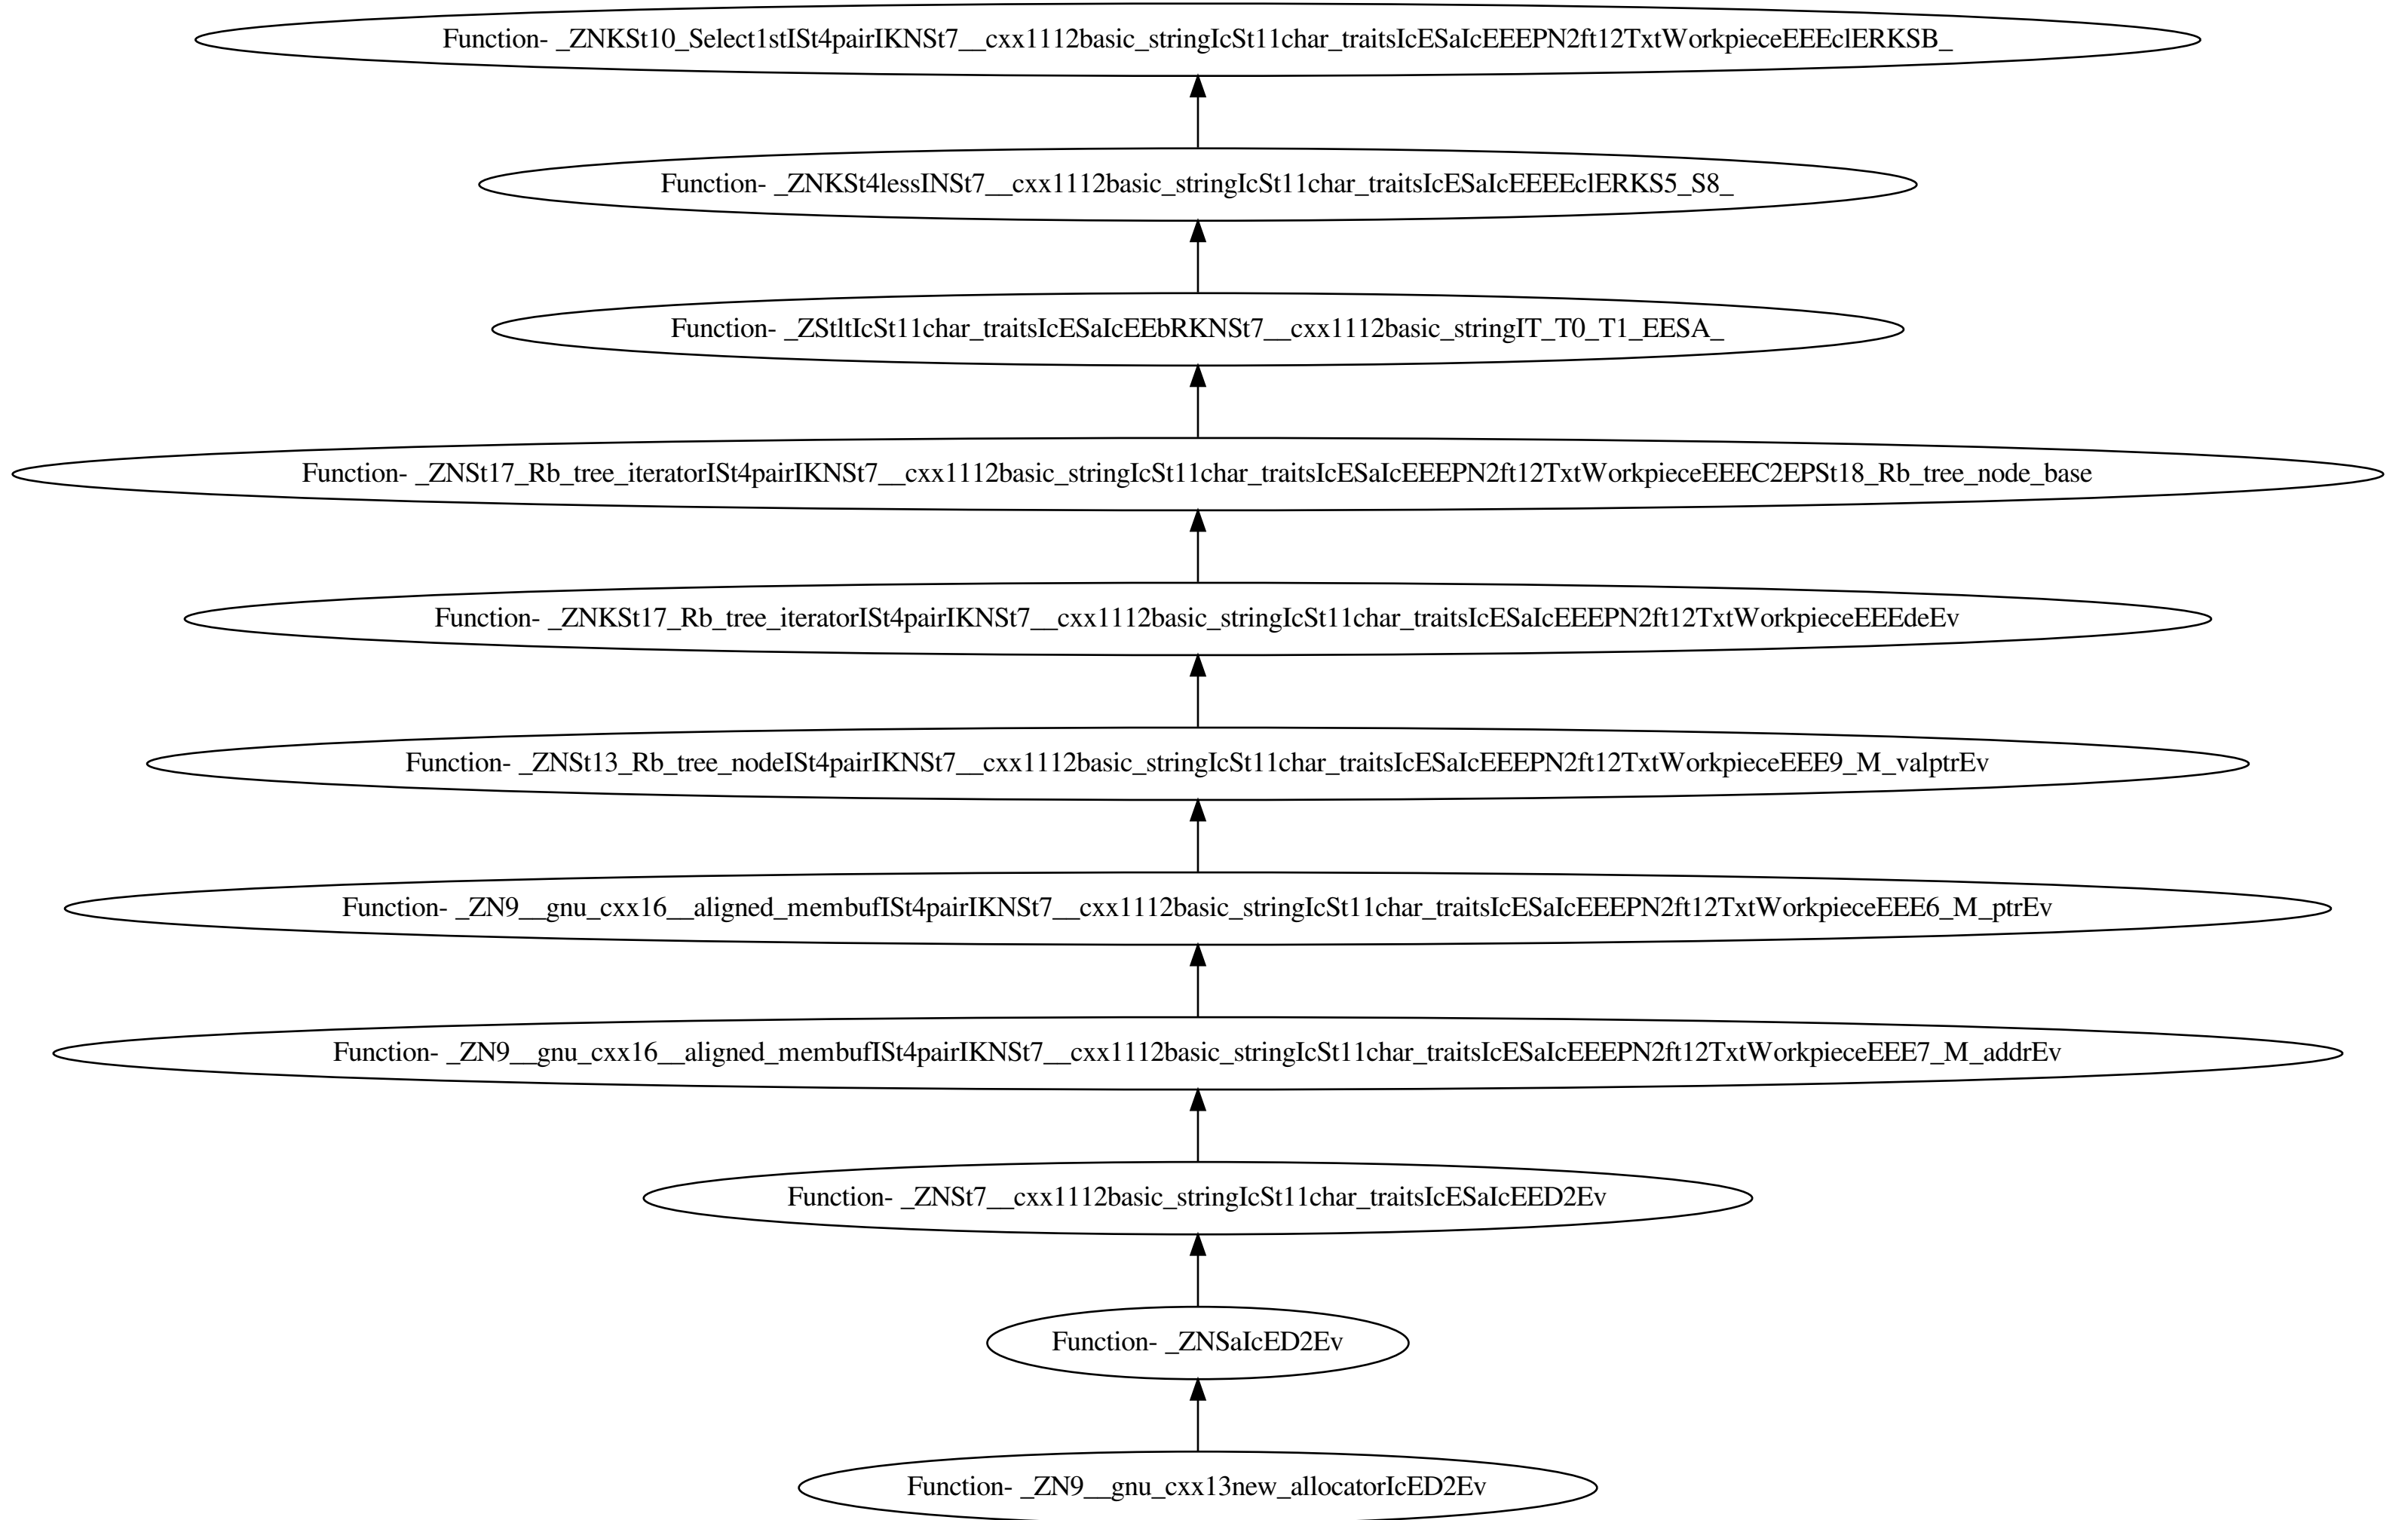 Function- _ZNKSt10_Select1stISt4pairIKNSt7__cxx1112basic_stringIcSt11char_traitsIcESaIcEEEPN2ft12TxtWorkpieceEEEclERKSB_
Function- _ZNKSt4lessINSt7__cxx1112basic_stringIcSt11char_traitsIcESaIcEEEEclERKS5_S8_
Function- _ZStltIcSt11char_traitsIcESaIcEEbRKNSt7__cxx1112basic_stringIT_T0_T1_EESA_
Function- _ZNSt17_Rb_tree_iteratorISt4pairIKNSt7__cxx1112basic_stringIcSt11char_traitsIcESaIcEEEPN2ft12TxtWorkpieceEEEC2EPSt18_Rb_tree_node_base
Function- _ZNKSt17_Rb_tree_iteratorISt4pairIKNSt7__cxx1112basic_stringIcSt11char_traitsIcESaIcEEEPN2ft12TxtWorkpieceEEEdeEv
Function- _ZNSt13_Rb_tree_nodeISt4pairIKNSt7__cxx1112basic_stringIcSt11char_traitsIcESaIcEEEPN2ft12TxtWorkpieceEEE9_M_valptrEv
Function- _ZN9__gnu_cxx16__aligned_membufISt4pairIKNSt7__cxx1112basic_stringIcSt11char_traitsIcESaIcEEEPN2ft12TxtWorkpieceEEE6_M_ptrEv
Function- _ZN9__gnu_cxx16__aligned_membufISt4pairIKNSt7__cxx1112basic_stringIcSt11char_traitsIcESaIcEEEPN2ft12TxtWorkpieceEEE7_M_addrEv
Function- _ZNSt7__cxx1112basic_stringIcSt11char_traitsIcESaIcEED2Ev
Function- _ZNSaIcED2Ev
Function- _ZN9__gnu_cxx13new_allocatorIcED2Ev